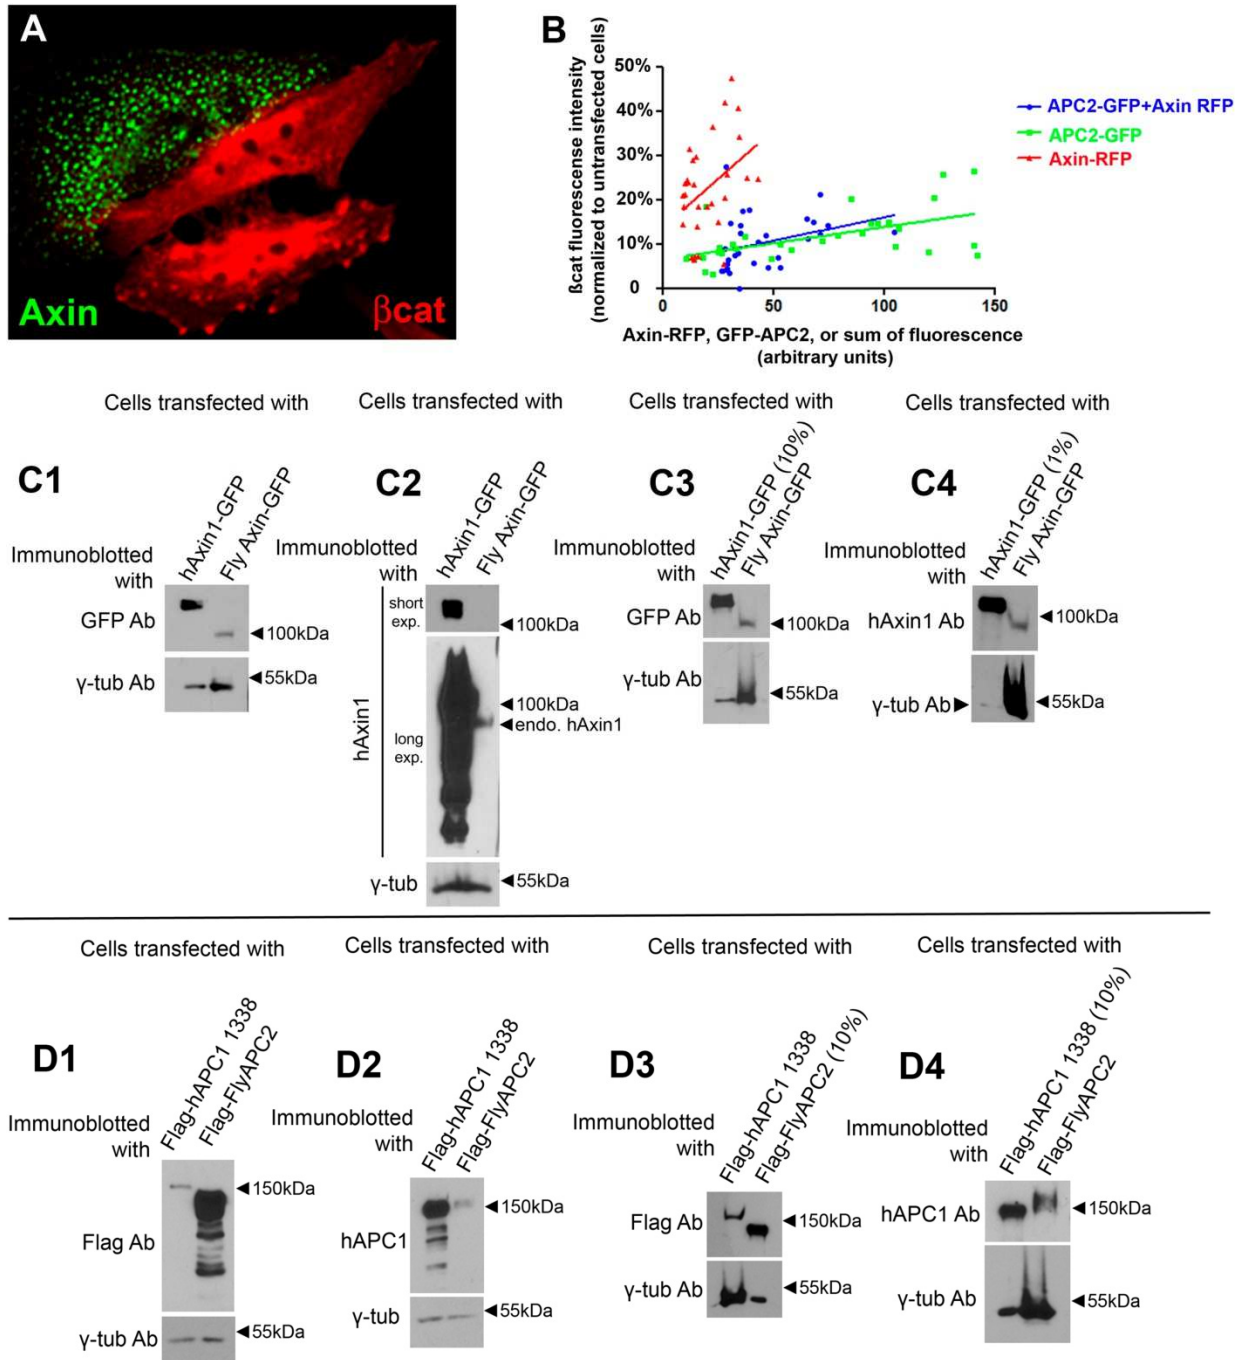 A
Axin
βcat
B
ßcat fluorescense intensity
(normalized to untransfected cells)
50%
40%
30%
20%
10%
0
0
50
100
150
Axin-RFP, GFP-APC2, or sum of fluorescence
(arbitrary units)
APC2-GFP+Axin RFP
APC2-GFP
Axin-RFP
Cells transfected with
C1
hAxin1-GFP
Fly Axin-GFP
Immunoblotted
with
GFP Ab
100kDa
γ-tub Ab
55kDa
Cells transfected with
C2
hAxin1-GFP
Fly Axin-GFP
Immunoblotted
with
hAxin1
short
exp.
100kDa
long
exp.
100kDa
endo. hAxin1
γ-tub
55kDa
Cells transfected with
C3
hAxin1-GFP (10%)
Fly Axin-GFP
Immunoblotted
with
GFP Ab
100kDa
γ-tub Ab
55kDa
Cells transfected with
C4
hAxin1-GFP (1%)
Fly Axin-GFP
Immunoblotted
with
hAxin1 Ab
100kDa
γ-tub Ab
55kDa
Cells transfected with
D1
Flag-hAPC1 1338
Flag-FlyAPC2
Immunoblotted
with
Flag Ab
150kDa
γ-tub Ab
55kDa
Cells transfected with
D2
Flag-hAPC1 1338
Flag-FlyAPC2
Immunoblotted
with
hAPC1
150kDa
γ-tub
55kDa
Cells transfected with
D3
Flag-hAPC1 1338
Flag-FlyAPC2 (10%)
Immunoblotted
with
Flag Ab
150kDa
γ-tub Ab
55kDa
Cells transfected with
D4
Flag-hAPC1 1338 (10%)
Flag-FlyAPC2
Immunoblotted
with
hAPC1 Ab
150kDa
γ-tub Ab
55kDa